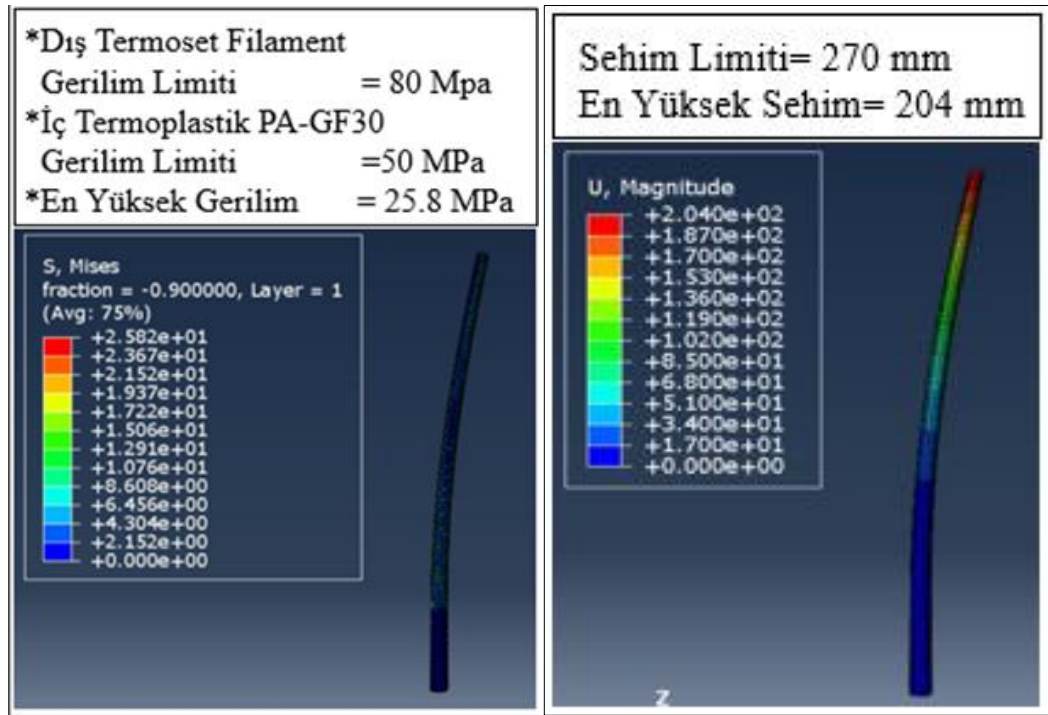 *Dış Termoset Filament
Gerilim Limiti = 80 Mpa
*İç Termoplastik PA-GF30
Gerilim Limiti =50 MPa
*En Yüksek Gerilim = 25.8 MPa
S, Mises
fraction = -0.900000, Layer = 1
(Avg: 75%)
+2.582e+01
+2.367e+01
+2.152e+01
+1.937e+01
+1.722e+01
+1.506e+01
+1.291e+01
+1.076e+01
+8.608e+00
+6.456e+00
+4.304e+00
+2.152e+00
+0.000e+00
Sehim Limiti= 270 mm
En Yüksek Sehim= 204 mm
U, Magnitude
+2.040e+02
+1.870e+02
+1.700e+02
+1.530e+02
+1.360e+02
+1.190e+02
+1.020e+02
+8.500e+01
+6.800e+01
+5.100e+01
+3.400e+01
+1.700e+01
+0.000e+00
Z